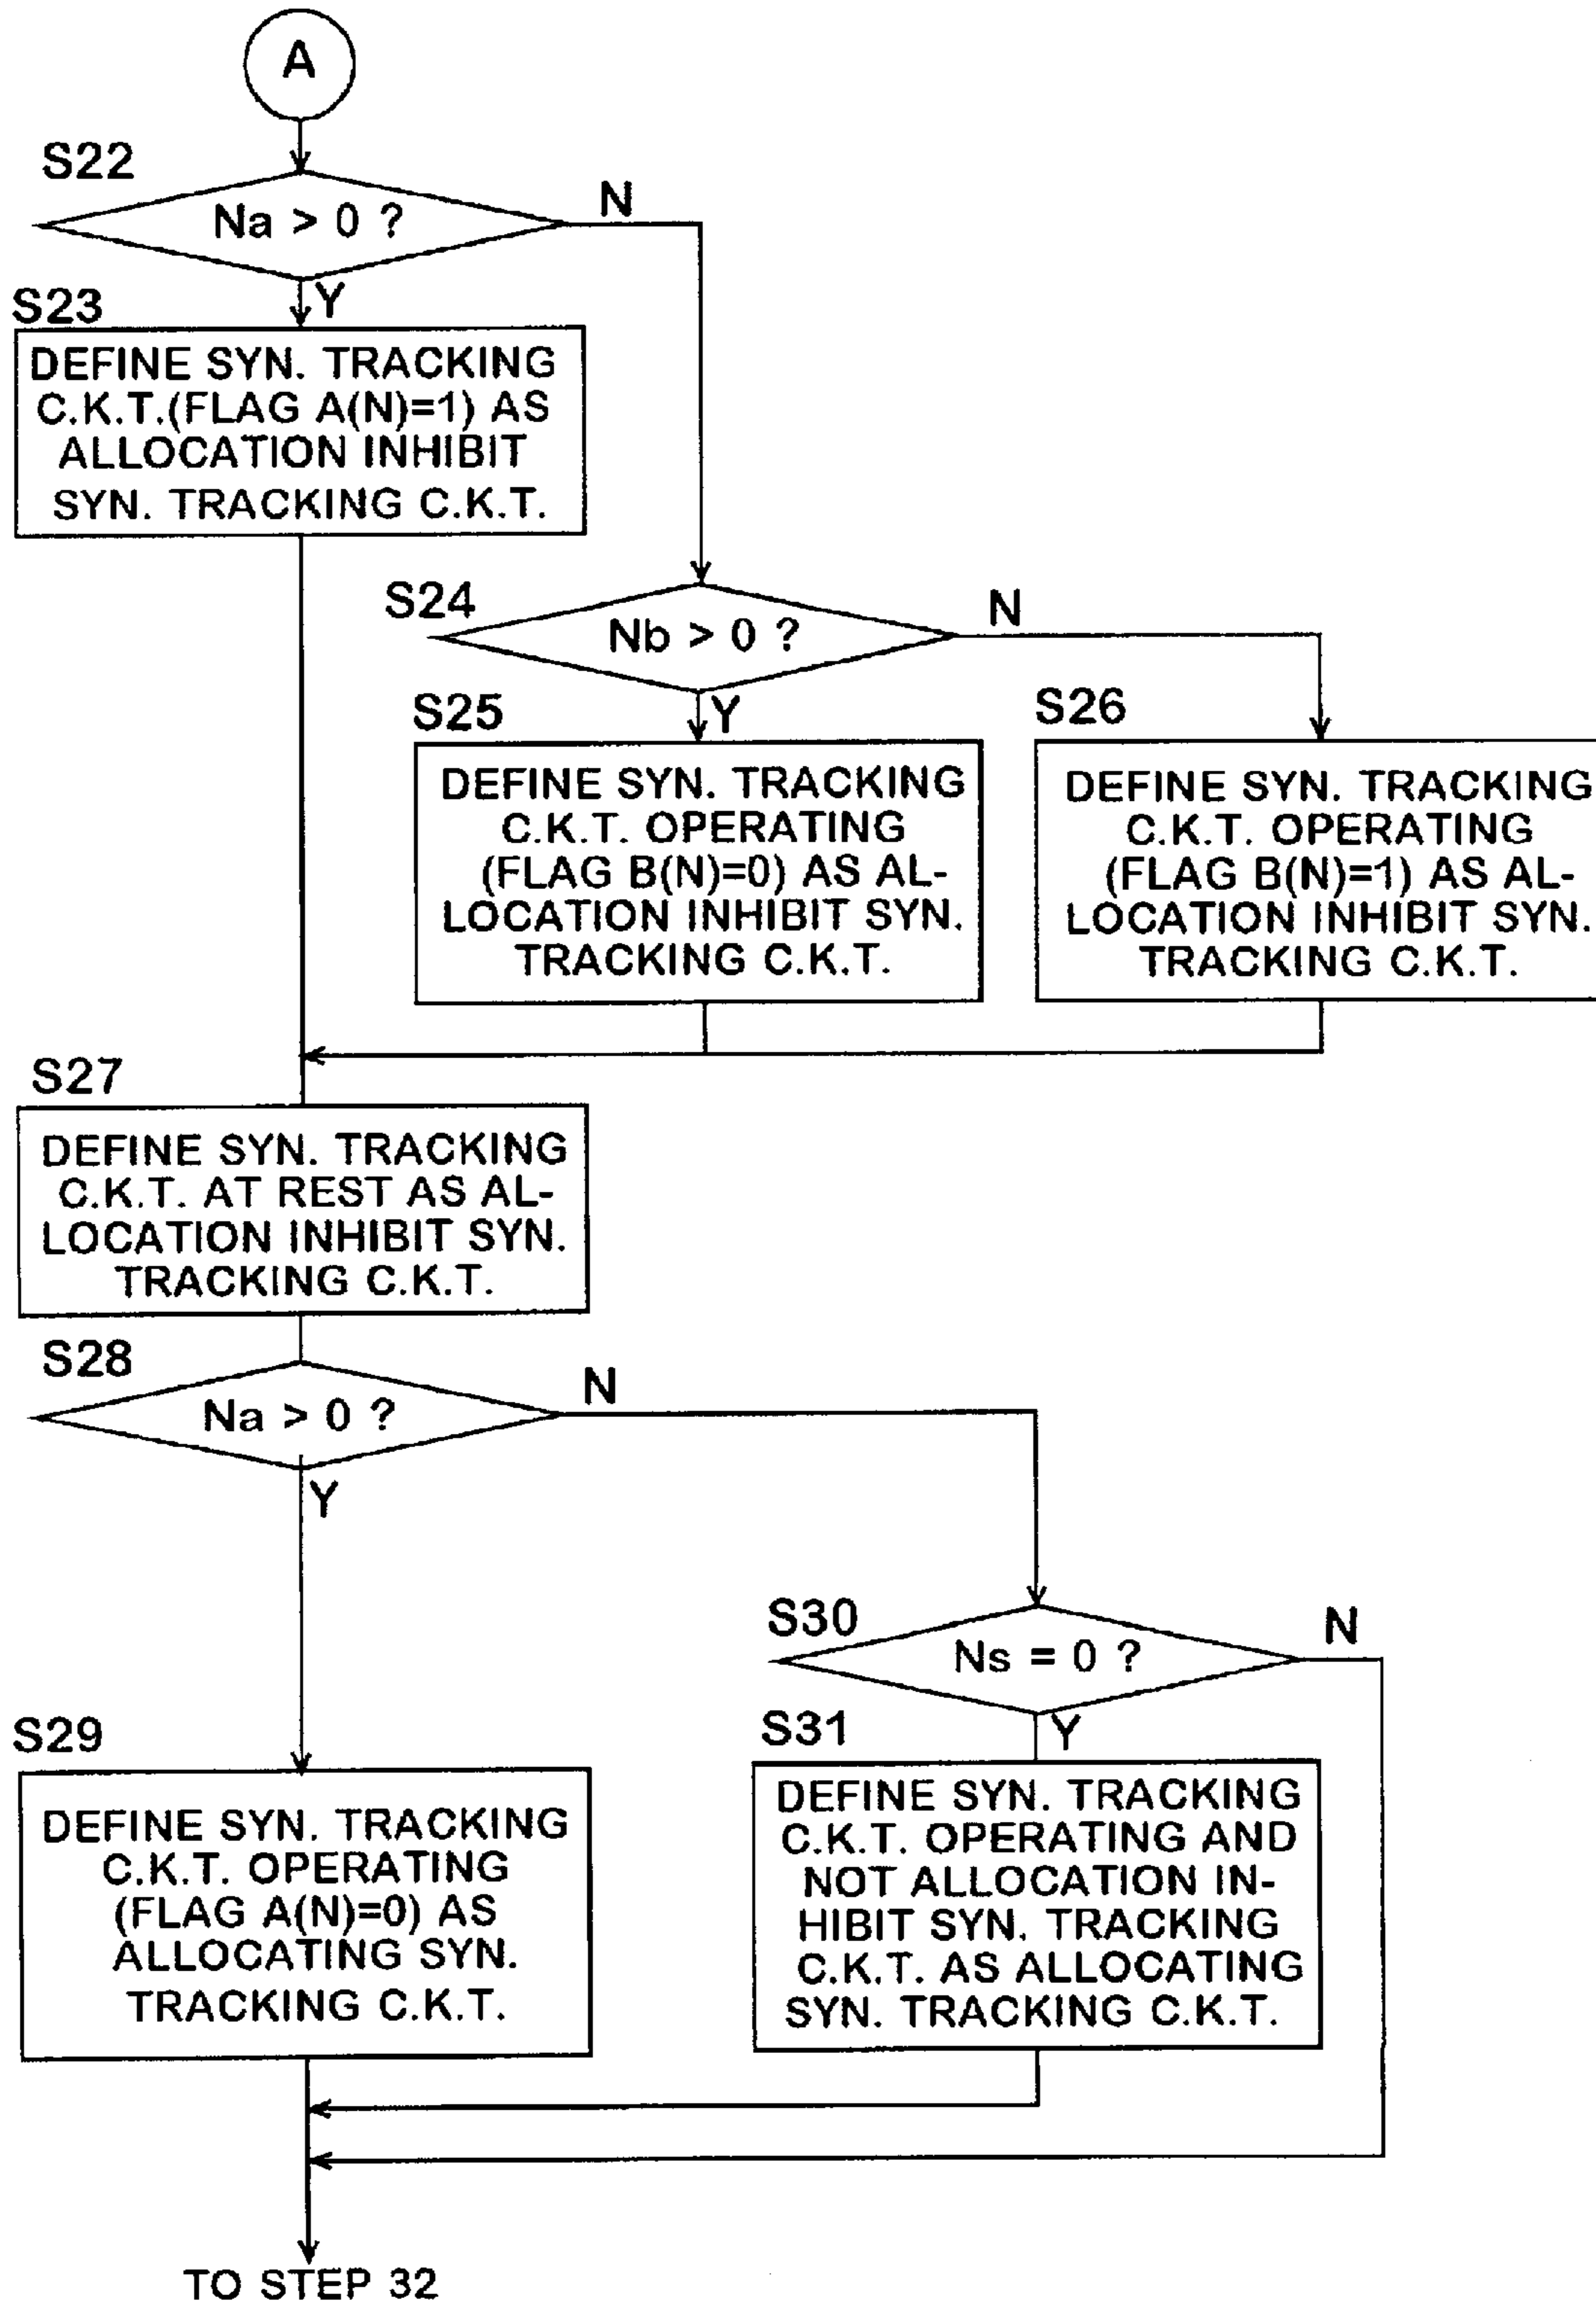 A
S22
Na > 0 ?
N
Y
S23
DEFINE SYN. TRACKING
C.K.T.(FLAG A(N)=1) AS
ALLOCATION INHIBIT
SYN. TRACKING C.K.T.
S24
Nb > 0 ?
N
Y
S25
DEFINE SYN. TRACKING
C.K.T. OPERATING
(FLAG B(N)=0) AS AL-
LOCATION INHIBIT SYN.
TRACKING C.K.T.
S26
DEFINE SYN. TRACKING
C.K.T. OPERATING
(FLAG B(N)=1) AS AL-
LOCATION INHIBIT SYN.
TRACKING C.K.T.
S27
DEFINE SYN. TRACKING
C.K.T. AT REST AS AL-
LOCATION INHIBIT SYN.
TRACKING C.K.T.
S28
Na > 0 ?
N
Y
S30
Ns = 0 ?
N
Y
S29
DEFINE SYN. TRACKING
C.K.T. OPERATING
(FLAG A(N)=0) AS
ALLOCATING SYN.
TRACKING C.K.T.
S31
DEFINE SYN. TRACKING
C.K.T. OPERATING AND
NOT ALLOCATION IN-
HIBIT SYN. TRACKING
C.K.T. AS ALLOCATING
SYN. TRACKING C.K.T.
TO STEP 32